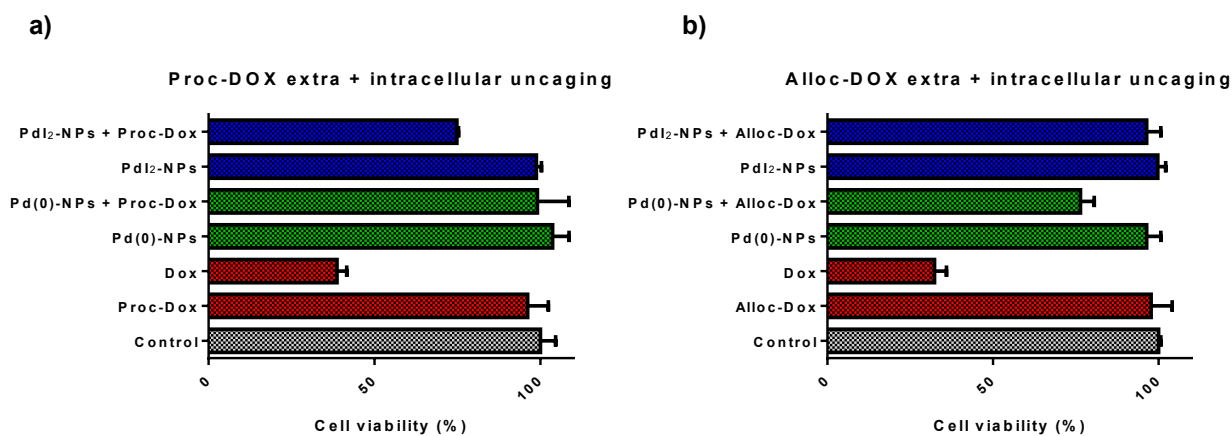 a)
Proc-DOX extra + intracellular uncaging
PdI₂-NPs + Proc-Dox
PdI₂-NPs
Pd(0)-NPs + Proc-Dox
Pd(0)-NPs
Dox
Proc-Dox
Control
0
50
100
Cell viability (%)
b)
Alloc-DOX extra + intracellular uncaging
PdI₂-NPs + Alloc-Dox
PdI₂-NPs
Pd(0)-NPs + Alloc-Dox
Pd(0)-NPs
Dox
Alloc-Dox
Control
0
50
100
Cell viability (%)